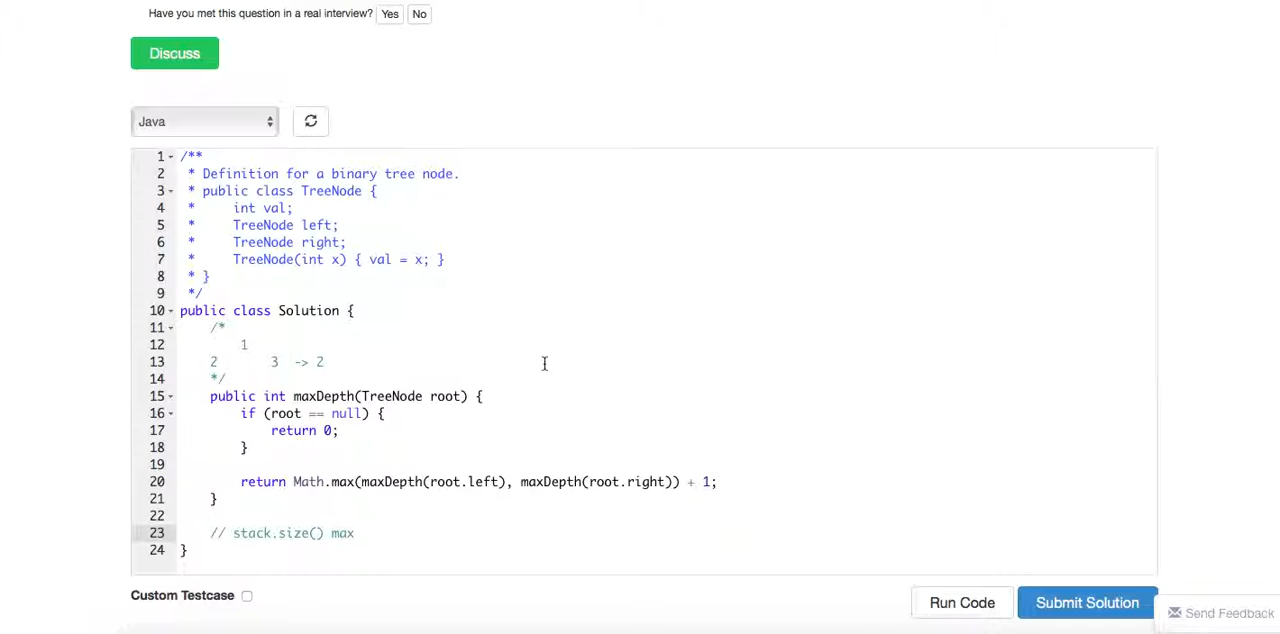 Have you met this question in a real interview? Yes No
Discuss
Java
1 /**
2 * Definition for a binary tree node.
3 * public class TreeNode {
4 *     int val;
5 *     TreeNode left;
6 *     TreeNode right;
7 *     TreeNode(int x) { val = x; }
8 * }
9 */
10 public class Solution {
11     /*
12         1
13     2       3  -> 2
14     */
15     public int maxDepth(TreeNode root) {
16         if (root == null) {
17             return 0;
18         }
19
20         return Math.max(maxDepth(root.left), maxDepth(root.right)) + 1;
21     }
22
23     // stack.size() max
24 }
Custom Testcase
Run Code
Submit Solution
Send Feedback